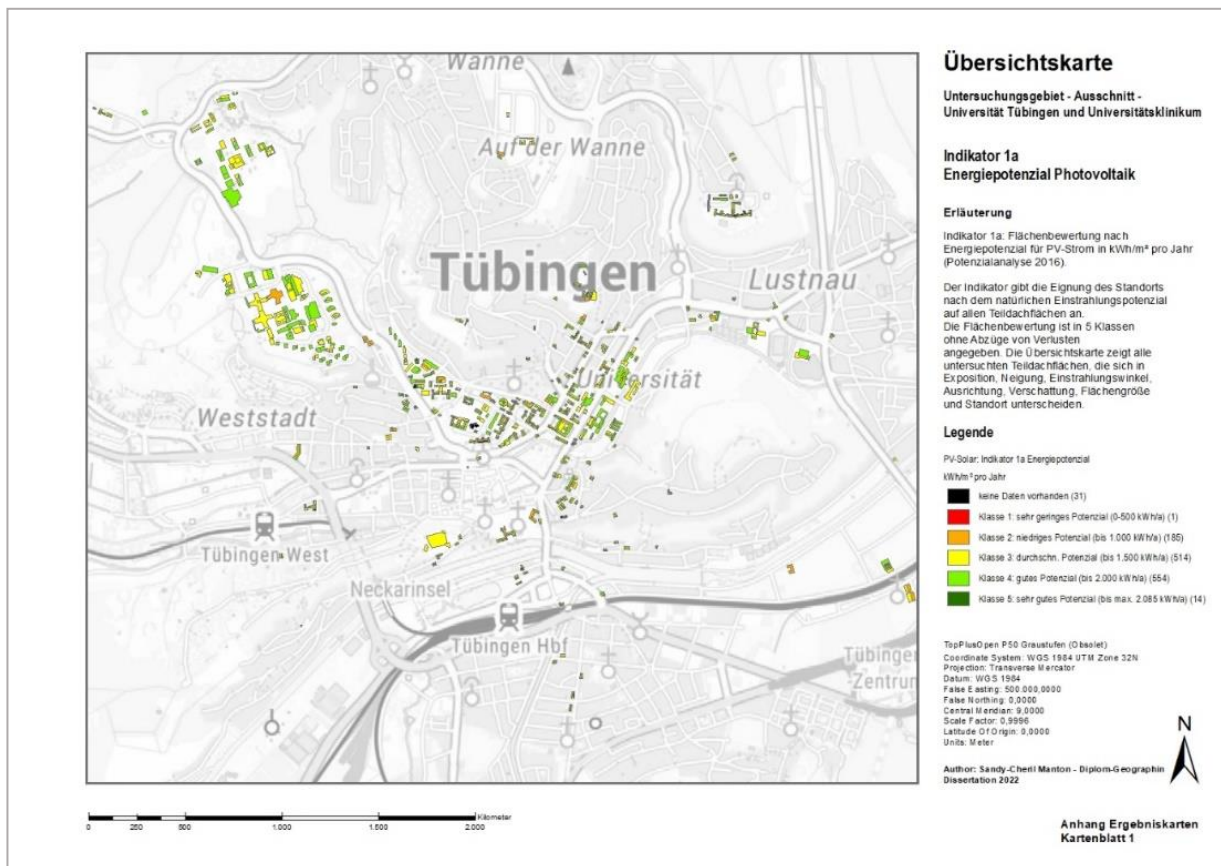 Übersichtskarte
Untersuchungsgebiet - Ausschnitt -
Universität Tübingen und Universitätsklinikum
Indikator 1a
Energiepotenzial Photovoltaik
Erläuterung
Indikator 1a: Flächenbewertung nach
Energiepotenzial für PV-Strom in kWh/m² pro Jahr
(Potenzialanalyse 2016).
Der Indikator gibt die Eignung des Standorts
nach dem natürlichen Einstrahlungspotenzial
auf allen Teildachflächen an.
Die Flächenbewertung ist in 5 Klassen
ohne Abzüge von Verlusten
angegeben. Die Übersichtskarte zeigt alle
untersuchten Teildachflächen, die sich in
Exposition, Neigung, Einstrahlungswinkel,
Ausrichtung, Verschattung, Flächengröße
und Standort unterscheiden.
Legende
PV-Solar: Indikator 1a Energiepotenzial
kWh/m² pro Jahr
keine Daten vorhanden (31)
Klasse 1: sehr geringes Potenzial (0-500 kWh/a) (1)
Klasse 2: niedriges Potenzial (bis 1.000 kWh/a) (185)
Klasse 3: durchschn. Potenzial (bis 1.500 kWh/a) (514)
Klasse 4: gutes Potenzial (bis 2.000 kWh/a) (554)
Klasse 5: sehr gutes Potenzial (bis max. 2.085 kWh/a) (14)
TopPlusOpen P50 Graustufen (Obsolet)
Coordinate System: WGS 1984 UTM Zone 32N
Projection: Transverse Mercator
Datum: WGS 1984
False Easting: 500.000,0000
False Northing: 0,0000
Central Meridian: 9,0000
Scale Factor: 0,9996
Latitude Of Origin: 0,0000
Units: Meter
N
Author: Sandy-Cheril Manton - Diplom-Geographin
Dissertation 2022
Anhang Ergebniskarten
Kartenblatt 1
Wanne
Auf der Wanne
Tübingen
Lustnau
Universität
Weststadt
Tübingen West
Neckarinsel
Tübingen Hbf
Tübingen
Zentrum
Kilometer
0 250 500 1.000 1.500 2.000